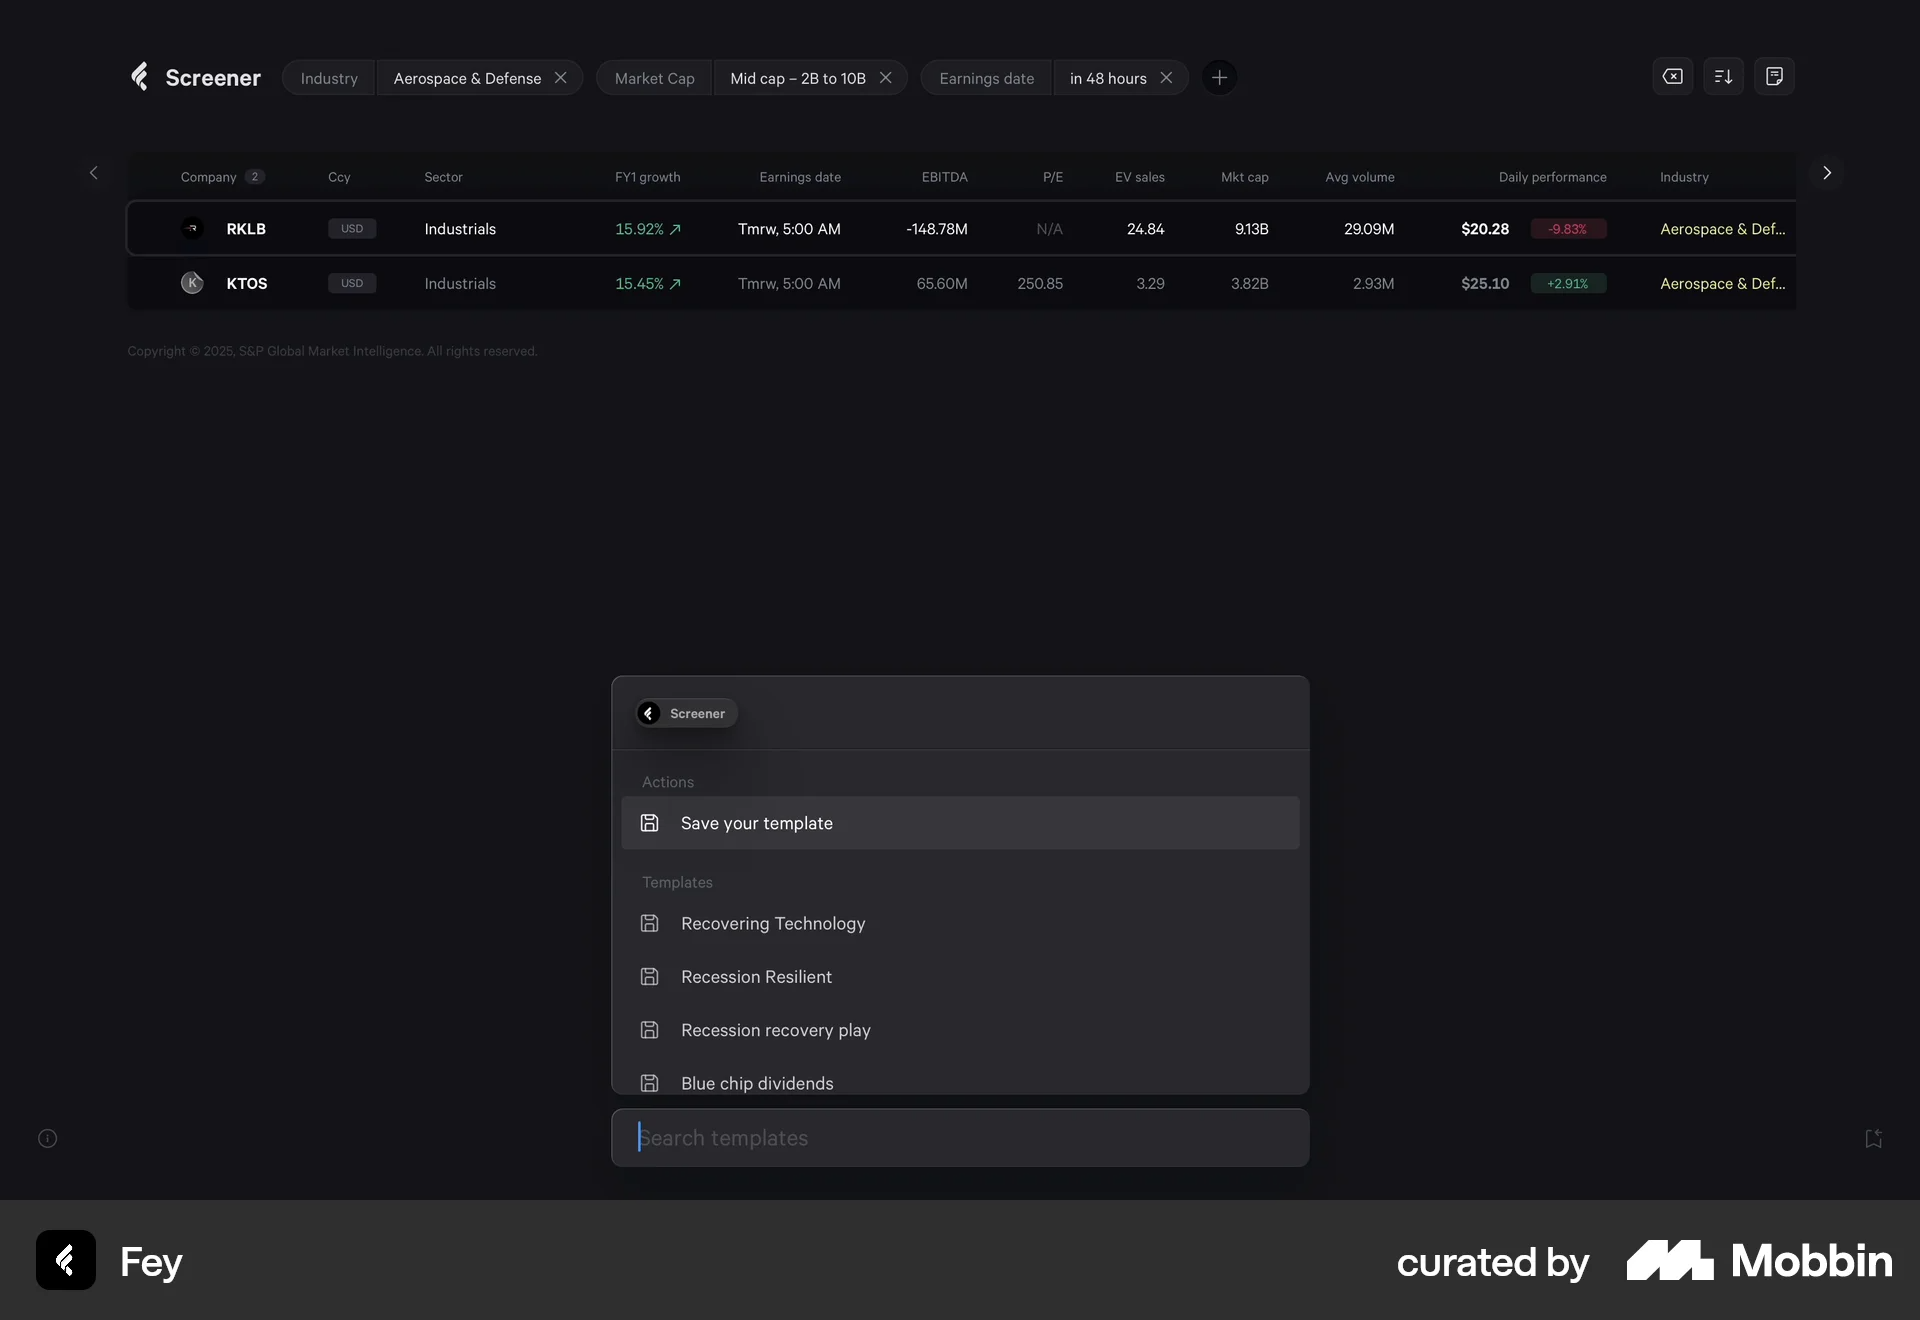 Screener Industry Aerospace & Defense Market Cap Mid cap – 2B to 10B Earnings date in 48 hours
Company 2 Ccy Sector FY1 growth Earnings date EBITDA P/E EV sales Mkt cap Avg volume Daily performance Industry
RKLB USD Industrials 15.92% Tmrw, 5:00 AM -148.78M N/A 24.84 9.13B 29.09M $20.28 -9.83% Aerospace & Def...
K KTOS USD Industrials 15.45% Tmrw, 5:00 AM 65.60M 250.85 3.29 3.82B 2.93M $25.10 +2.91% Aerospace & Def...
Copyright © 2025, S&P Global Market Intelligence. All rights reserved.
Screener
Actions
Save your template
Templates
Recovering Technology
Recession Resilient
Recession recovery play
Blue chip dividends
Search templates
Fey
curated by Mobbin